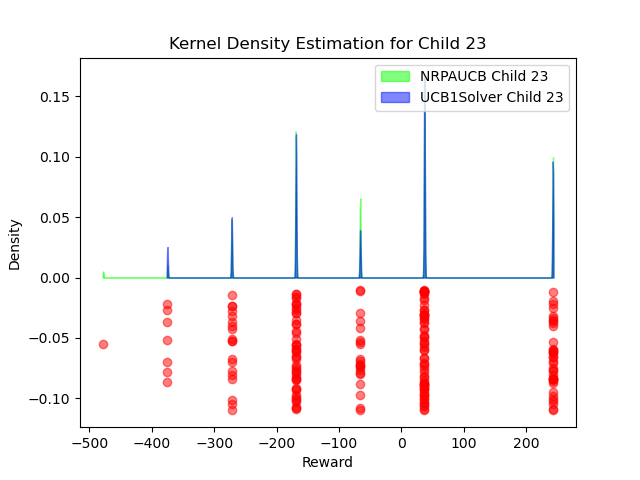 Kernel Density Estimation for Child 23
NRPAUCB Child 23
UCB1Solver Child 23
Density
0.15
0.10
0.05
0.00
−0.05
−0.10
−500
−400
−300
−200
−100
0
100
200
Reward